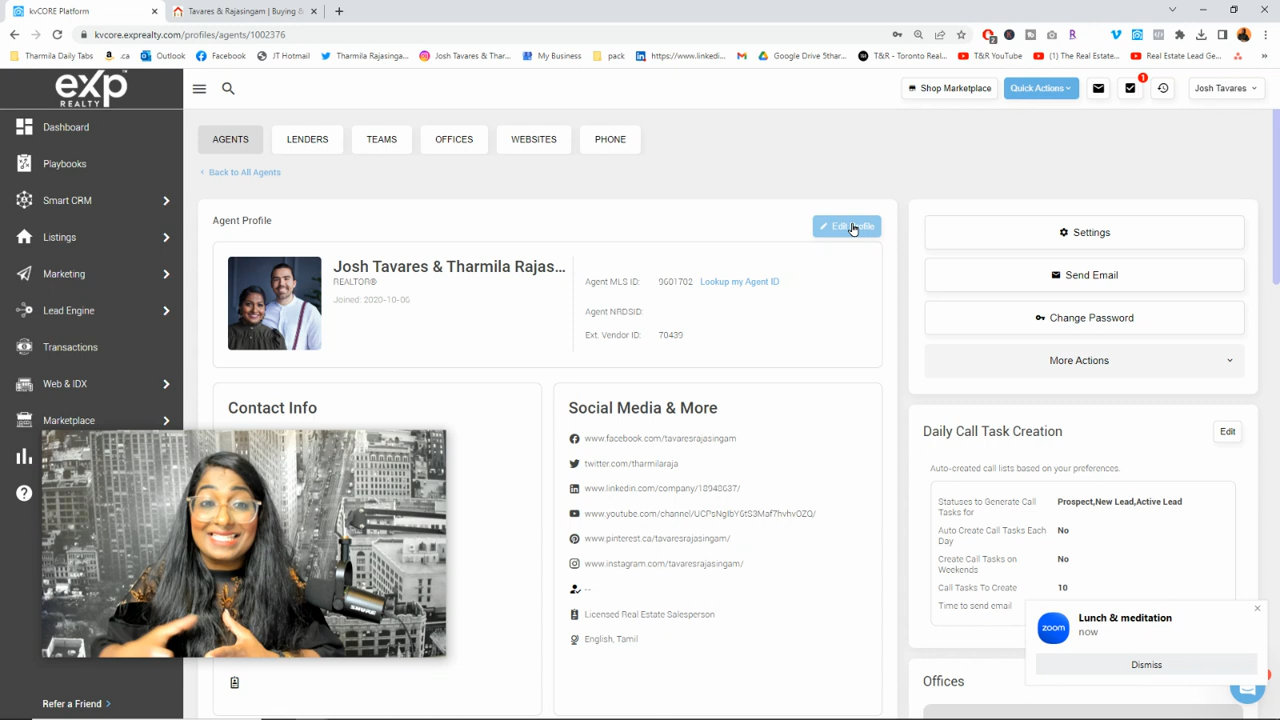 kvCORE Platform
Tavares & Rajasingam | Buying &
kvcore.exprealty.com/profiles/agents/1002376
Tharmila Daily Tabs
.ca
Outlook
Facebook
JT Hotmail
Tharmila Rajasinga...
Josh Tavares & Thar...
My Business
pack
https://www.linkedi...
Google Drive 5thar...
T&R - Toronto Real...
T&R YouTube
(1) The Real Estate...
Real Estate Lead Ge...
exp
REALTY
Shop Marketplace
Quick Actions
1
Josh Tavares
Dashboard
Playbooks
Smart CRM
Listings
Marketing
Lead Engine
Transactions
Web & IDX
Marketplace
Refer a Friend
AGENTS
LENDERS
TEAMS
OFFICES
WEBSITES
PHONE
Back to All Agents
Agent Profile
Edit Profile
Josh Tavares & Tharmila Rajas...
REALTOR®
Joined: 2020-10-06
Agent MLS ID: 9601702 Lookup my Agent ID
Agent NRDSID:
Ext. Vendor ID: 70439
Contact Info
Social Media & More
www.facebook.com/tavaresrajasingam
twitter.com/tharmilaraja
www.linkedin.com/company/18948637/
www.pinterest.ca/tavaresrajasingam/
www.instagram.com/tavaresrajasingam/
--
Licensed Real Estate Salesperson
English, Tamil
SHURE
Settings
Send Email
Change Password
More Actions
Daily Call Task Creation
Edit
Auto-created call lists based on your preferences.
Statuses to Generate Call Tasks for
Prospect,New Lead,Active Lead
Auto Create Call Tasks Each Day
No
Create Call Tasks on Weekends
No
Call Tasks To Create
10
Time to send email
Offices
zoom
Lunch & meditation
now
Dismiss